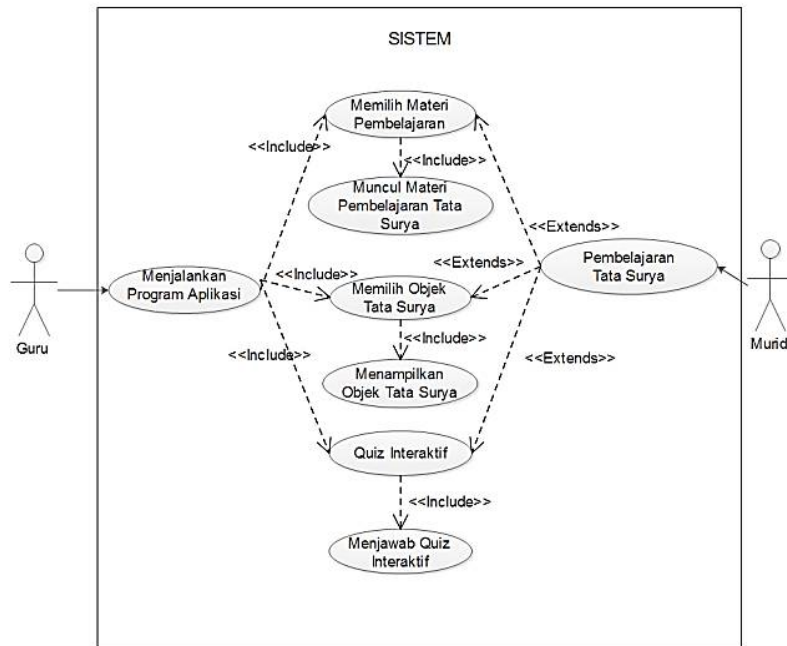 SISTEM
Memilih Materi
Pembelajaran
<<Include>>
<<Include>>
Muncul Materi
Pembelajaran Tata
Surya
<<Extends>>
Menjalankan
Program Aplikasi
<<Include>>
<<Extends>>
Pembelajaran
Tata Surya
Memilih Objek
Tata Surya
Guru
Murid
<<Include>>
<<Include>>
<<Extends>>
Menampilkan
Objek Tata Surya
Quiz Interaktif
<<Include>>
Menjawab Quiz
Interaktif